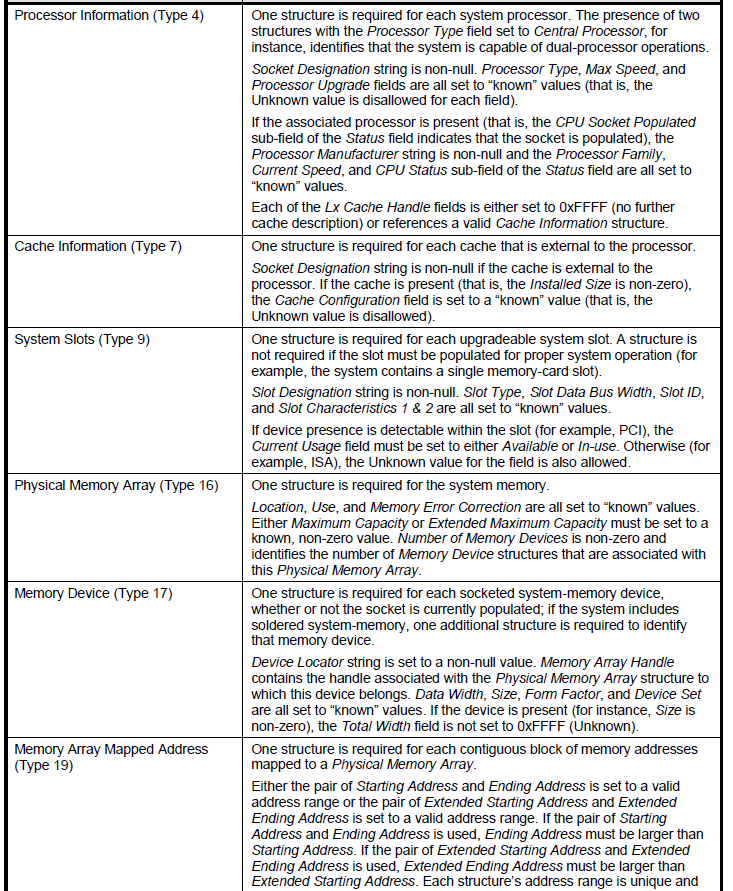 Processor Information (Type 4)
One structure is required for each system processor. The presence of two
structures with the Processor Type field set to Central Processor, for
instance, identifies that the system is capable of dual-processor operations.
Socket Designation string is non-null. Processor Type, Max Speed, and
Processor Upgrade fields are all set to “known” values (that is, the
Unknown value is disallowed for each field).
If the associated processor is present (that is, the CPU Socket Populated
sub-field of the Status field indicates that the socket is populated), the
Processor Manufacturer string is non-null and the Processor Family,
Current Speed, and CPU Status sub-field of the Status field are all set to
“known” values.
Each of the Lx Cache Handle fields is either set to 0xFFFF (no further
cache description) or references a valid Cache Information structure.
Cache Information (Type 7)
One structure is required for each cache that is external to the processor.
Socket Designation string is non-null if the cache is external to the
processor. If the cache is present (that is, the Installed Size is non-zero),
the Cache Configuration field is set to a “known” value (that is, the
Unknown value is disallowed).
System Slots (Type 9)
One structure is required for each upgradeable system slot. A structure is
not required if the slot must be populated for proper system operation (for
example, the system contains a single memory-card slot).
Slot Designation string is non-null. Slot Type, Slot Data Bus Width, Slot ID,
and Slot Characteristics 1 & 2 are all set to “known” values.
If device presence is detectable within the slot (for example, PCI), the
Current Usage field must be set to either Available or In-use. Otherwise (for
example, ISA), the Unknown value for the field is also allowed.
Physical Memory Array (Type 16)
One structure is required for the system memory.
Location, Use, and Memory Error Correction are all set to “known” values.
Either Maximum Capacity or Extended Maximum Capacity must be set to a
known, non-zero value. Number of Memory Devices is non-zero and
identifies the number of Memory Device structures that are associated with
this Physical Memory Array.
Memory Device (Type 17)
One structure is required for each socketed system-memory device,
whether or not the socket is currently populated; if the system includes
soldered system-memory, one additional structure is required to identify
that memory device.
Device Locator string is set to a non-null value. Memory Array Handle
contains the handle associated with the Physical Memory Array structure to
which this device belongs. Data Width, Size, Form Factor, and Device Set
are all set to “known” values. If the device is present (for instance, Size is
non-zero), the Total Width field is not set to 0xFFFF (Unknown).
Memory Array Mapped Address
(Type 19)
One structure is required for each contiguous block of memory addresses
mapped to a Physical Memory Array.
Either the pair of Starting Address and Ending Address is set to a valid
address range or the pair of Extended Starting Address and Extended
Ending Address is set to a valid address range. If the pair of Starting
Address and Ending Address is used, Ending Address must be larger than
Starting Address. If the pair of Extended Starting Address and Extended
Ending Address is used, Extended Ending Address must be larger than
Extended Starting Address. Each structure’s address range is unique and